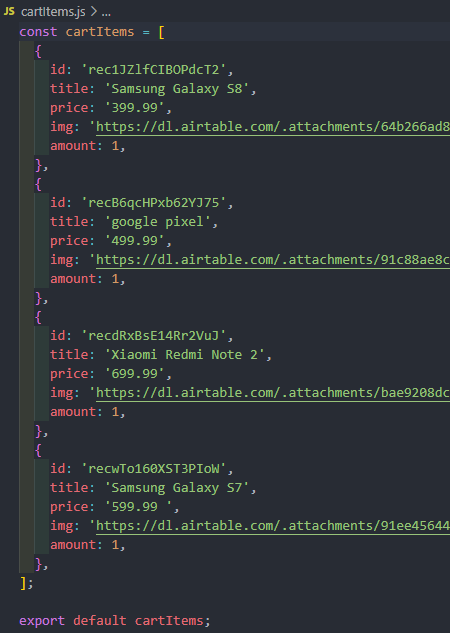 JS cartItems.js > ...
const cartItems = [
  {
    id: 'rec1JZlfCIBOPdcT2',
    title: 'Samsung Galaxy S8',
    price: '399.99',
    img: 'https://dl.airtable.com/.attachments/64b266ad8
    amount: 1,
  },
  {
    id: 'recB6qcHPxb62YJ75',
    title: 'google pixel',
    price: '499.99',
    img: 'https://dl.airtable.com/.attachments/91c88ae8c
    amount: 1,
  },
  {
    id: 'recdRxBsE14Rr2VuJ',
    title: 'Xiaomi Redmi Note 2',
    price: '699.99',
    img: 'https://dl.airtable.com/.attachments/bae9208dc
    amount: 1,
  },
  {
    id: 'recwTo160XST3PIoW',
    title: 'Samsung Galaxy S7',
    price: '599.99 ',
    img: 'https://dl.airtable.com/.attachments/91ee45644
    amount: 1,
  },
];
export default cartItems;